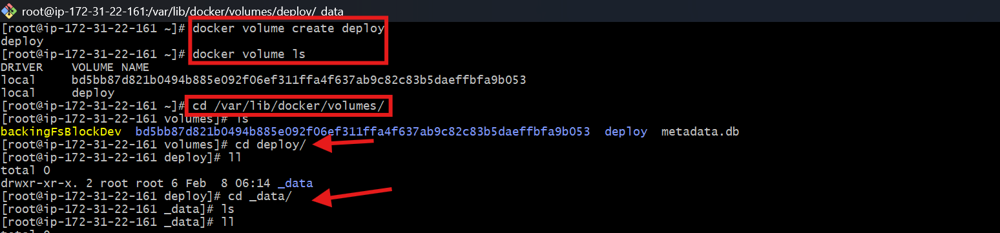 root@ip-172-31-22-161:/var/lib/docker/volumes/deploy/_data
[root@ip-172-31-22-161 ~]# docker volume create deploy
deploy
[root@ip-172-31-22-161 ~]# docker volume ls
DRIVER    VOLUME NAME
local     bd5bb87d821b0494b885e092f06ef311ffa4f637ab9c82c83b5daeffbfa9b053
local     deploy
[root@ip-172-31-22-161 ~]# cd /var/lib/docker/volumes/
[root@ip-172-31-22-161 volumes]# ls
backingFsBlockDev  bd5bb87d821b0494b885e092f06ef311ffa4f637ab9c82c83b5daeffbfa9b053  deploy  metadata.db
[root@ip-172-31-22-161 volumes]# cd deploy/
[root@ip-172-31-22-161 deploy]# ll
total 0
drwxr-xr-x. 2 root root 6 Feb  8 06:14 _data
[root@ip-172-31-22-161 deploy]# cd _data/
[root@ip-172-31-22-161 _data]# ls
[root@ip-172-31-22-161 _data]# ll
total 0